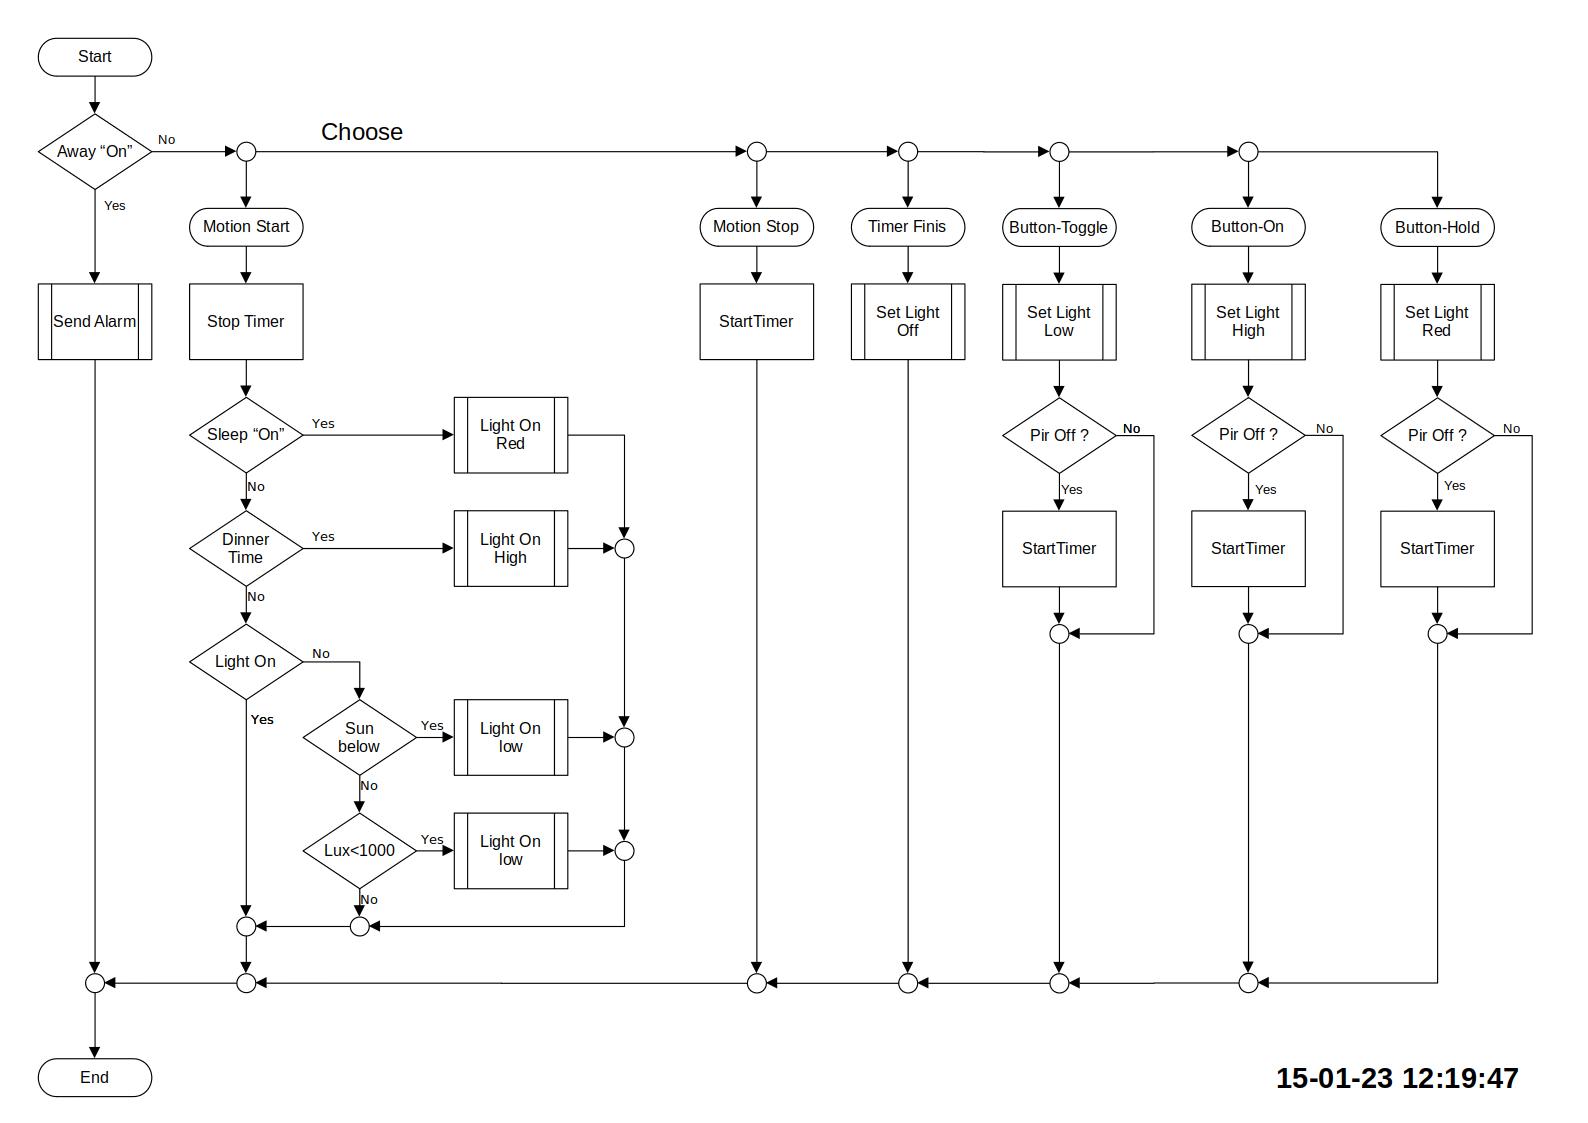 Start
Choose
Away “On”
No
Yes
Motion Start
Motion Stop
Timer Finis
Button-Toggle
Button-On
Button-Hold
Send Alarm
Stop Timer
StartTimer
Set Light
Off
Set Light
Low
Set Light
High
Set Light
Red
Sleep “On”
Yes
No
Light On
Red
Pir Off ?
No
Yes
Pir Off ?
No
Yes
Pir Off ?
No
Yes
Dinner
Time
Yes
No
Light On
High
StartTimer
StartTimer
StartTimer
Light On
No
Yes
Sun
below
Yes
No
Light On
low
Lux<1000
Yes
No
Light On
low
End
15-01-23 12:19:47